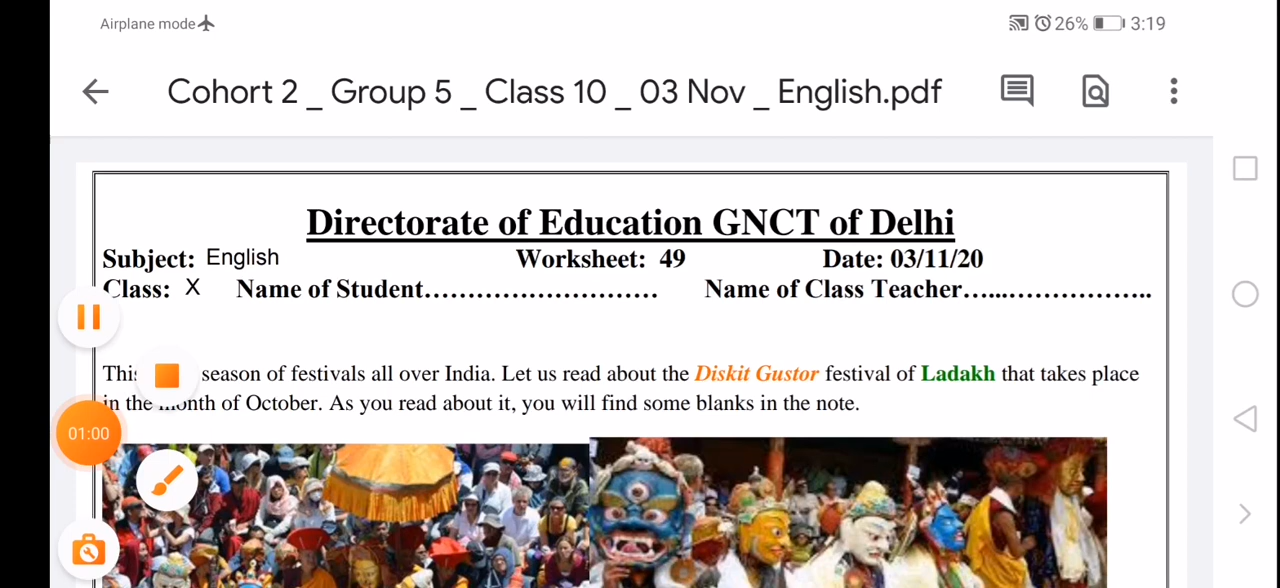 Airplane mode 26% 3:19
Cohort 2 _ Group 5 _ Class 10 _ 03 Nov _ English.pdf
Directorate of Education GNCT of Delhi
Subject: English Worksheet: 49 Date: 03/11/20
Class: X Name of Student.......................... Name of Class Teacher…...……………..
This season of festivals all over India. Let us read about the Diskit Gustor festival of Ladakh that takes place
in the month of October. As you read about it, you will find some blanks in the note.
01:00